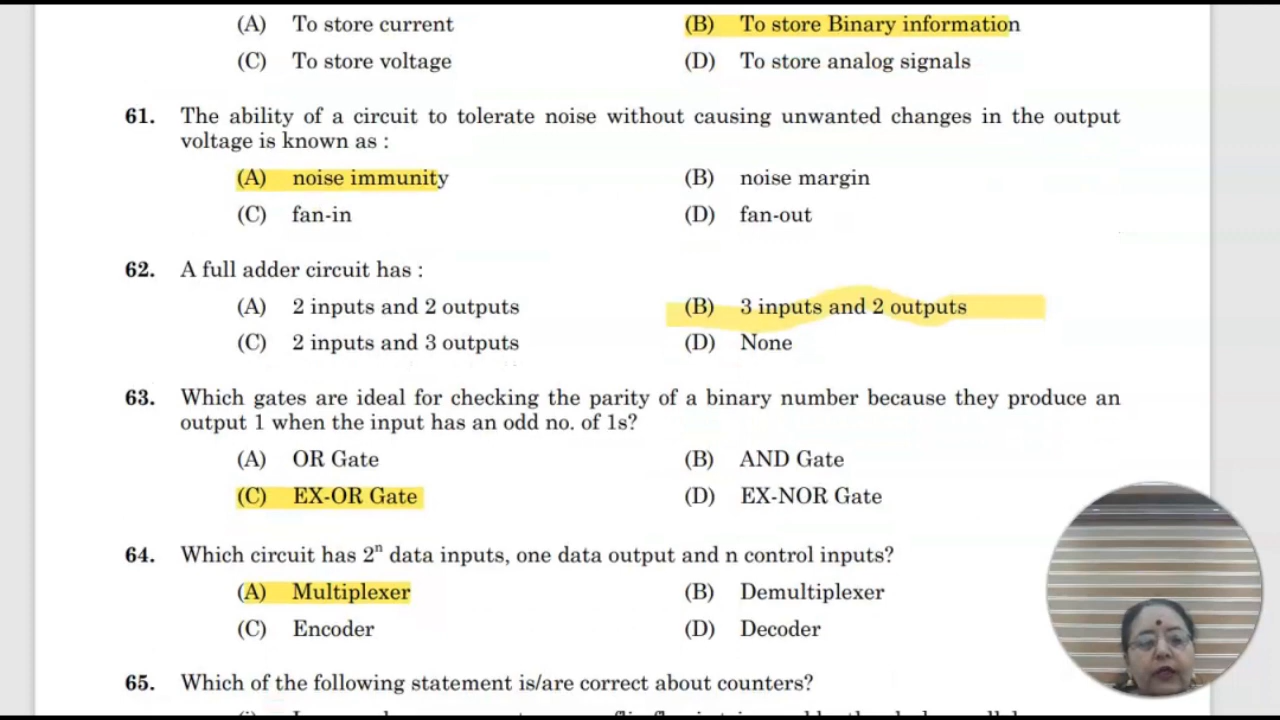 (A) To store current (B) To store Binary information
(C) To store voltage (D) To store analog signals
61. The ability of a circuit to tolerate noise without causing unwanted changes in the output
voltage is known as :
(A) noise immunity (B) noise margin
(C) fan-in (D) fan-out
62. A full adder circuit has :
(A) 2 inputs and 2 outputs (B) 3 inputs and 2 outputs
(C) 2 inputs and 3 outputs (D) None
63. Which gates are ideal for checking the parity of a binary number because they produce an
output 1 when the input has an odd no. of 1s?
(A) OR Gate (B) AND Gate
(C) EX-OR Gate (D) EX-NOR Gate
64. Which circuit has 2ⁿ data inputs, one data output and n control inputs?
(A) Multiplexer (B) Demultiplexer
(C) Encoder (D) Decoder
65. Which of the following statement is/are correct about counters?